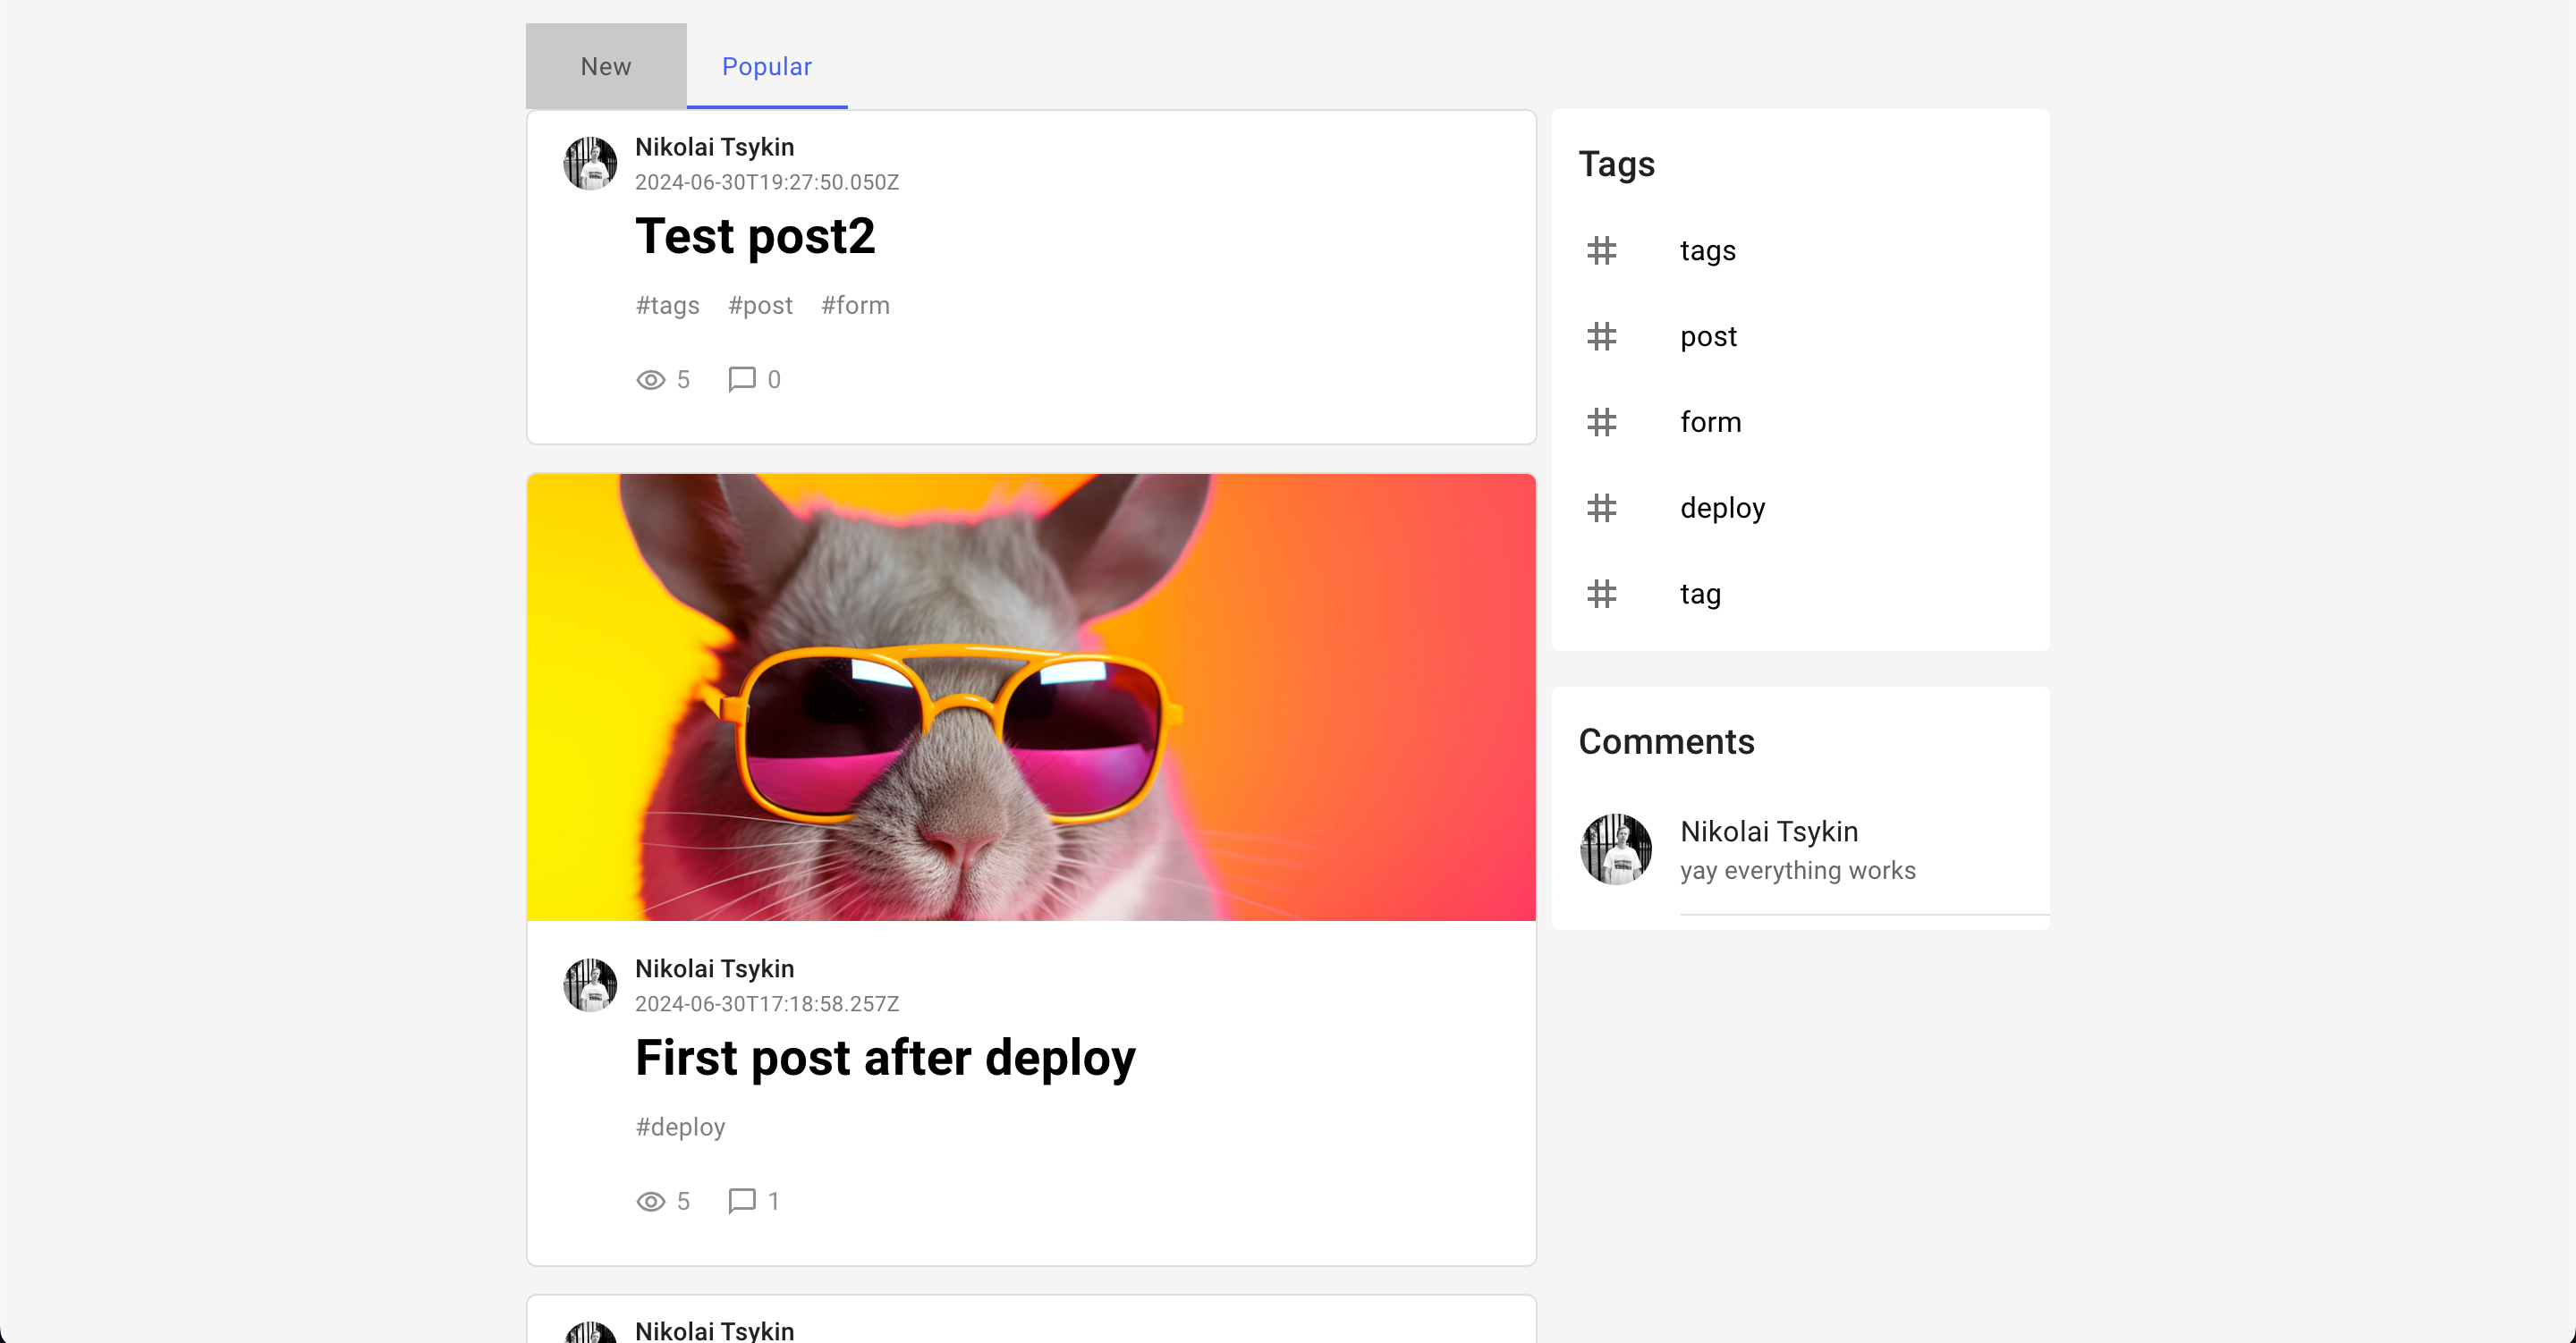 New Popular
Nikolai Tsykin
2024-06-30T19:27:50.050Z
Test post2
#tags #post #form
5 0
Nikolai Tsykin
2024-06-30T17:18:58.257Z
First post after deploy
#deploy
5 1
Nikolai Tsykin
Tags
# tags
# post
# form
# deploy
# tag
Comments
Nikolai Tsykin
yay everything works